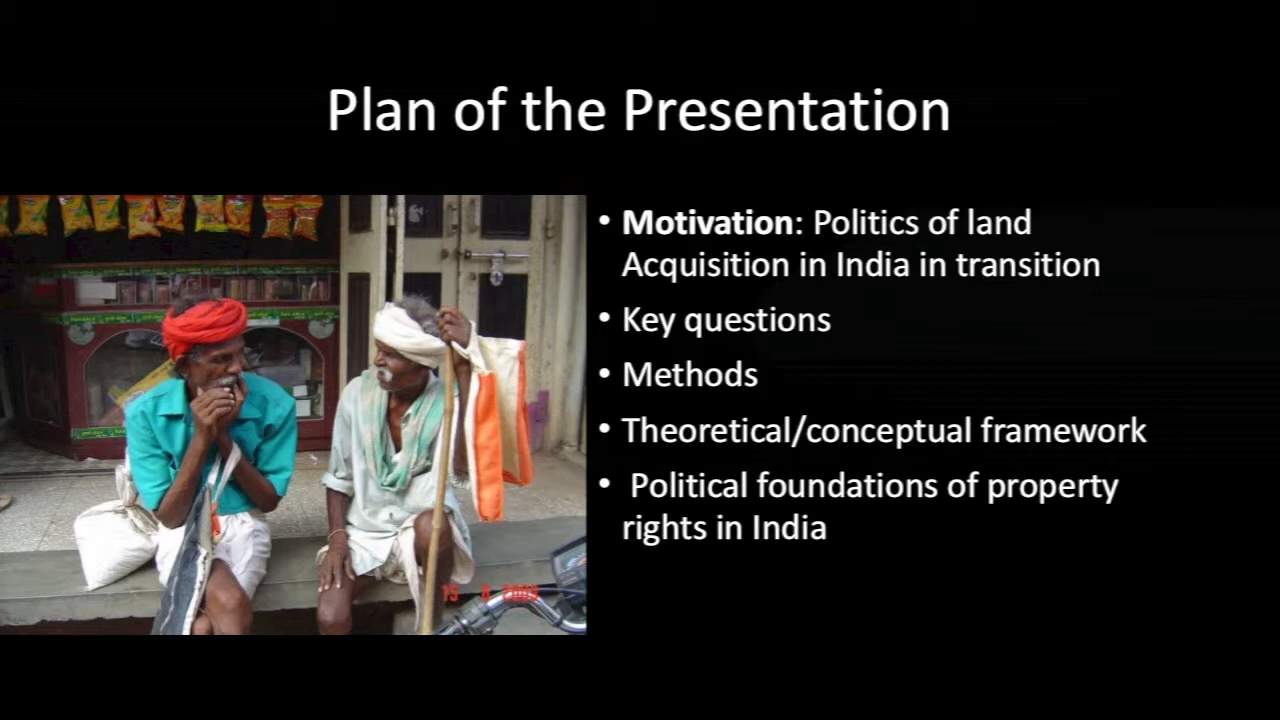 Plan of the Presentation
• Motivation: Politics of land
Acquisition in India in transition
• Key questions
• Methods
• Theoretical/conceptual framework
• Political foundations of property
rights in India